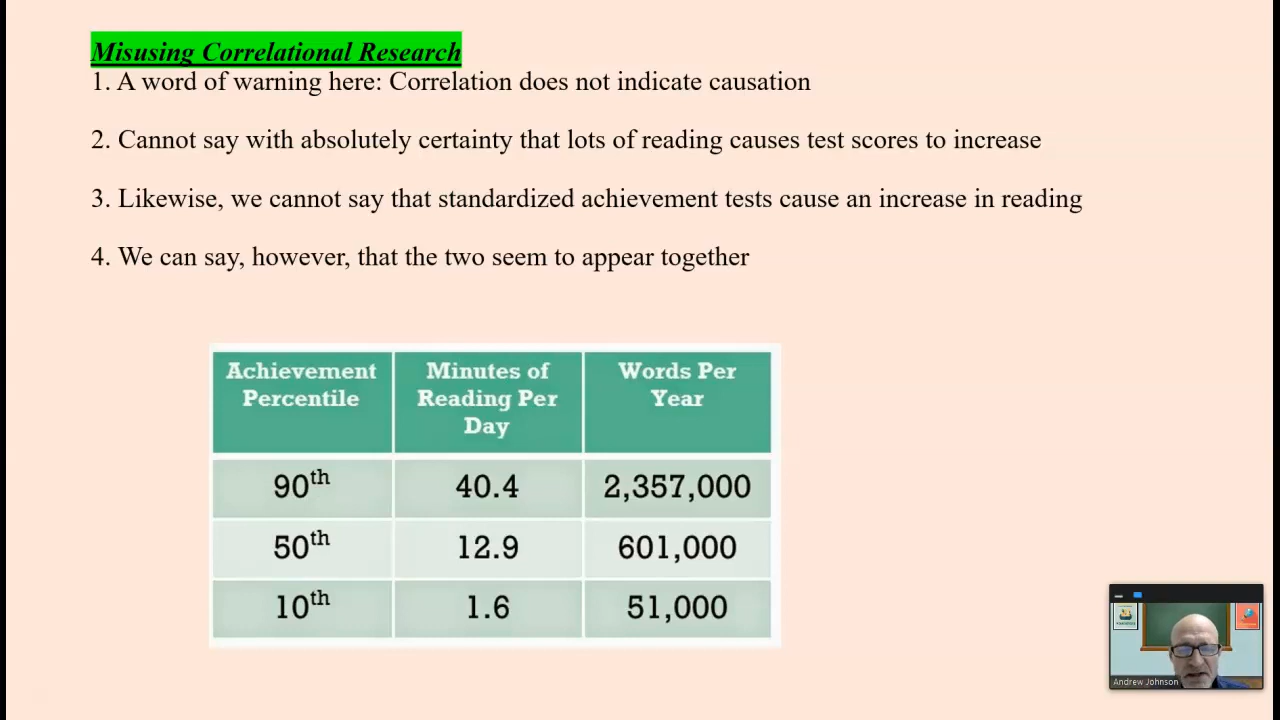 Misusing Correlational Research
1. A word of warning here: Correlation does not indicate causation
2. Cannot say with absolutely certainty that lots of reading causes test scores to increase
3. Likewise, we cannot say that standardized achievement tests cause an increase in reading
4. We can say, however, that the two seem to appear together
Achievement Percentile
Minutes of Reading Per Day
Words Per Year
90th 40.4 2,357,000
50th 12.9 601,000
10th 1.6 51,000
Andrew Johnson